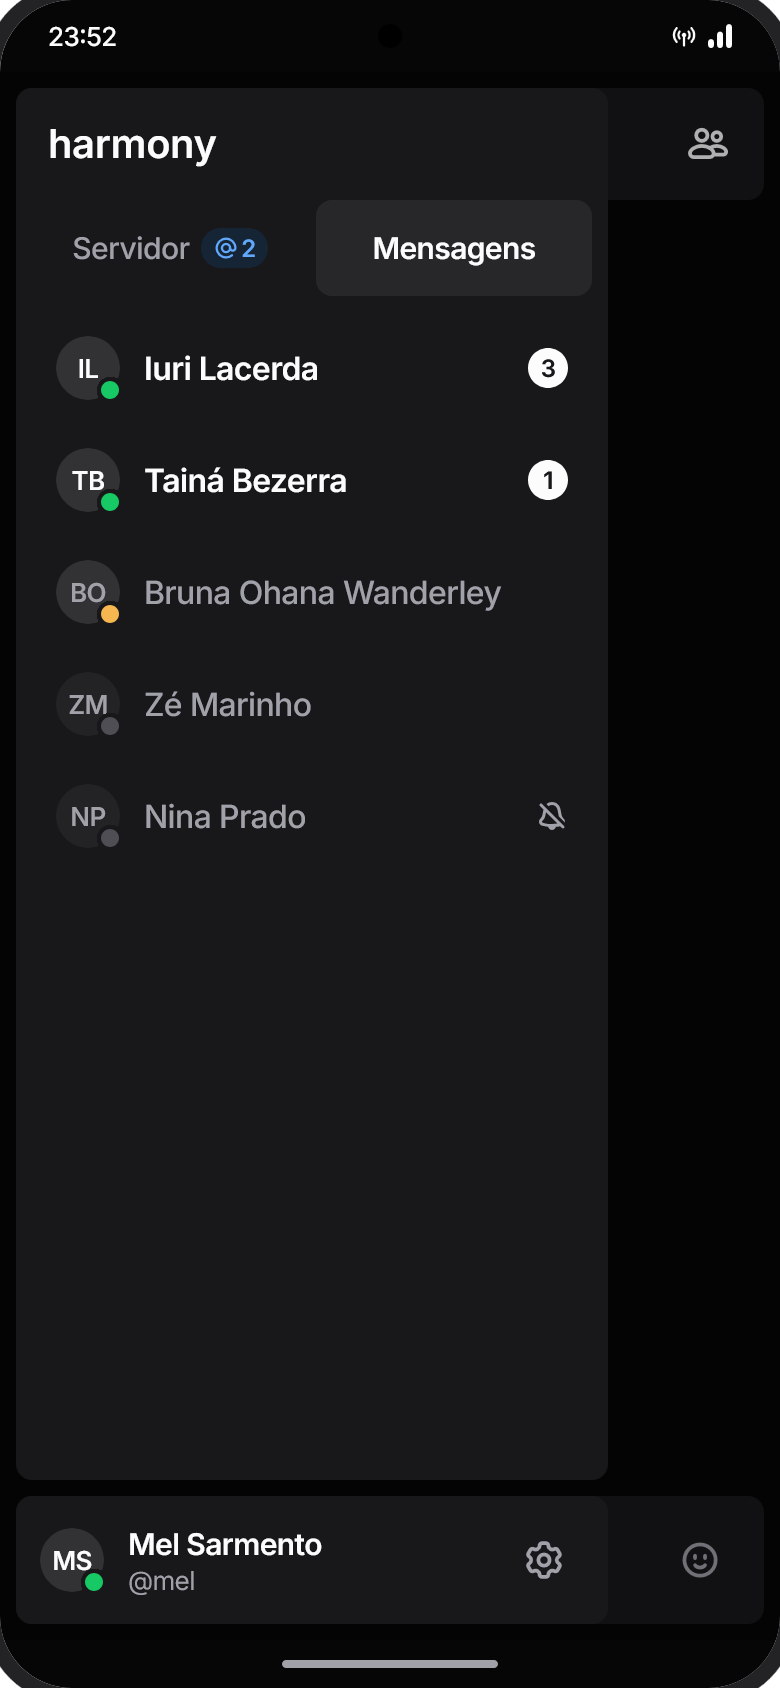 23:52
harmony
Servidor @2
Mensagens
IL Iuri Lacerda 3
TB Tainá Bezerra 1
BO Bruna Ohana Wanderley
ZM Zé Marinho
NP Nina Prado
MS Mel Sarmento
@mel